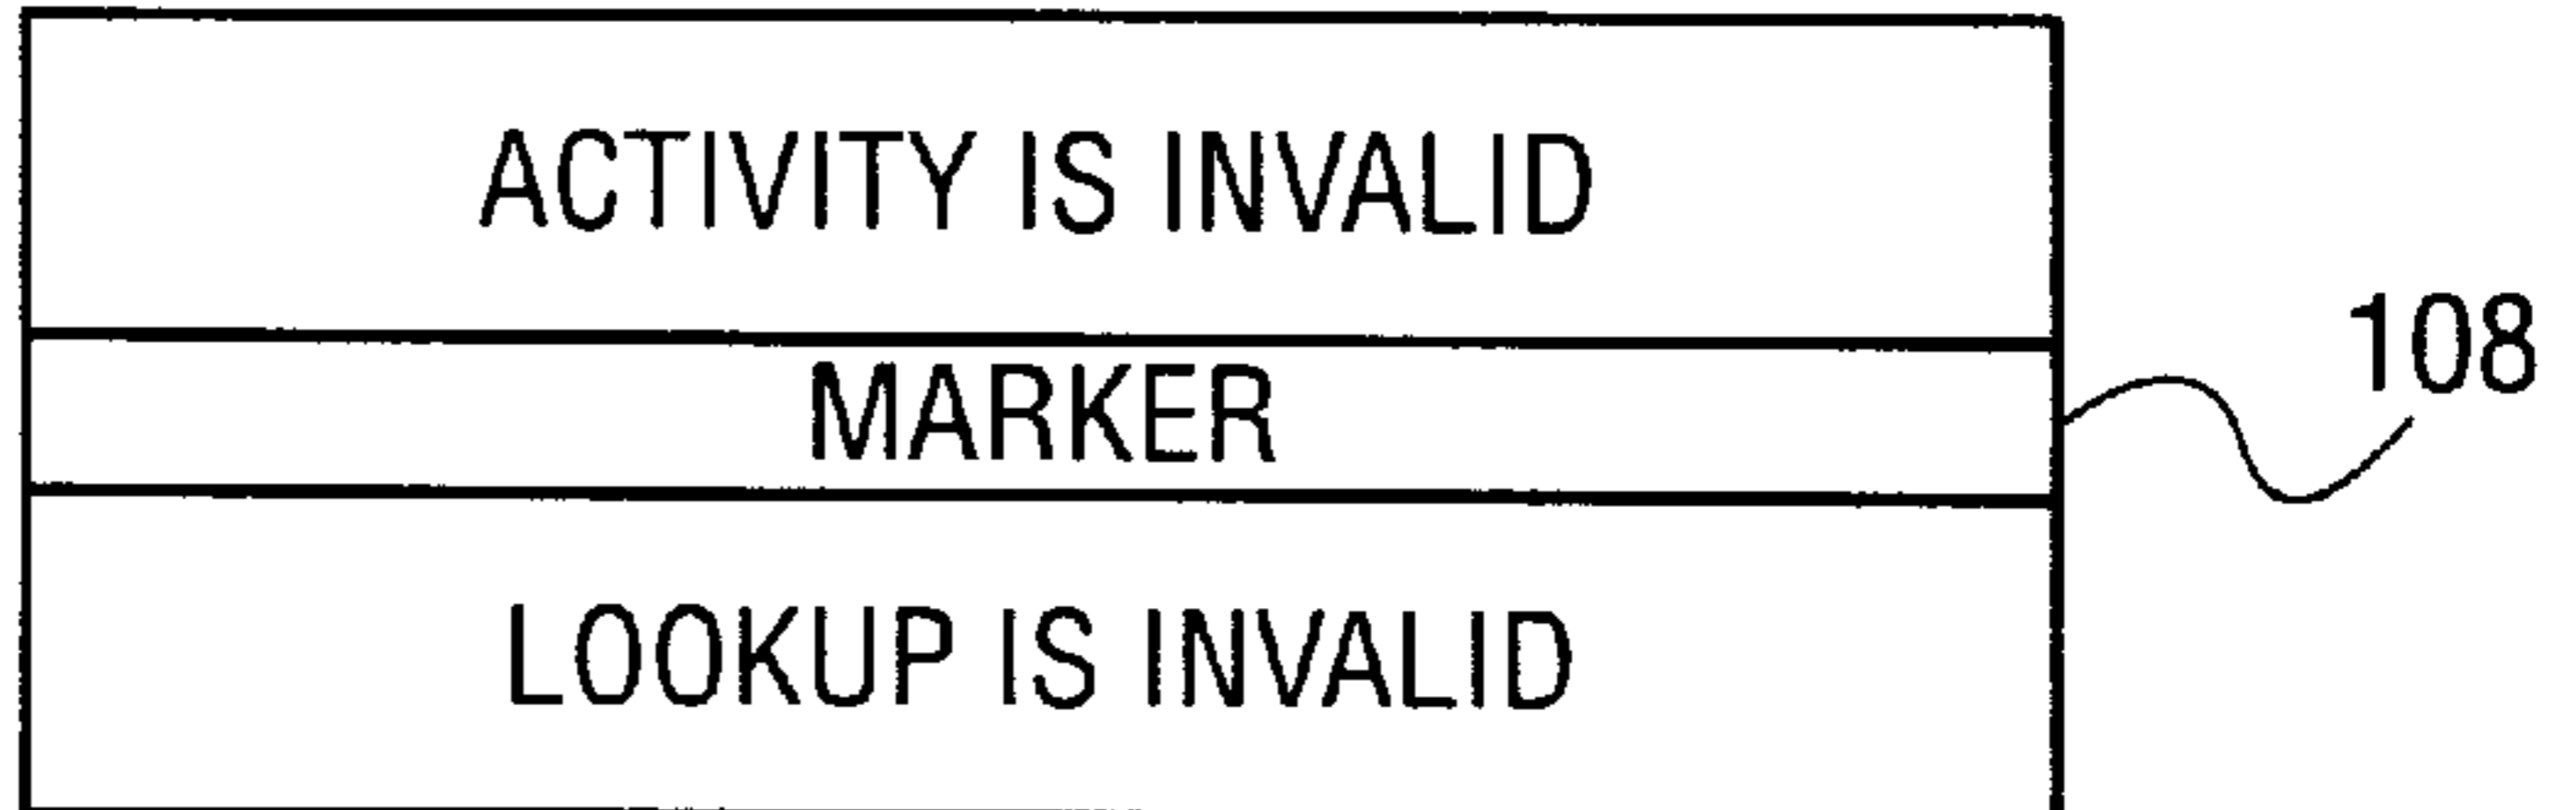 ACTIVITY IS INVALID
108
MARKER
LOOKUP IS INVALID